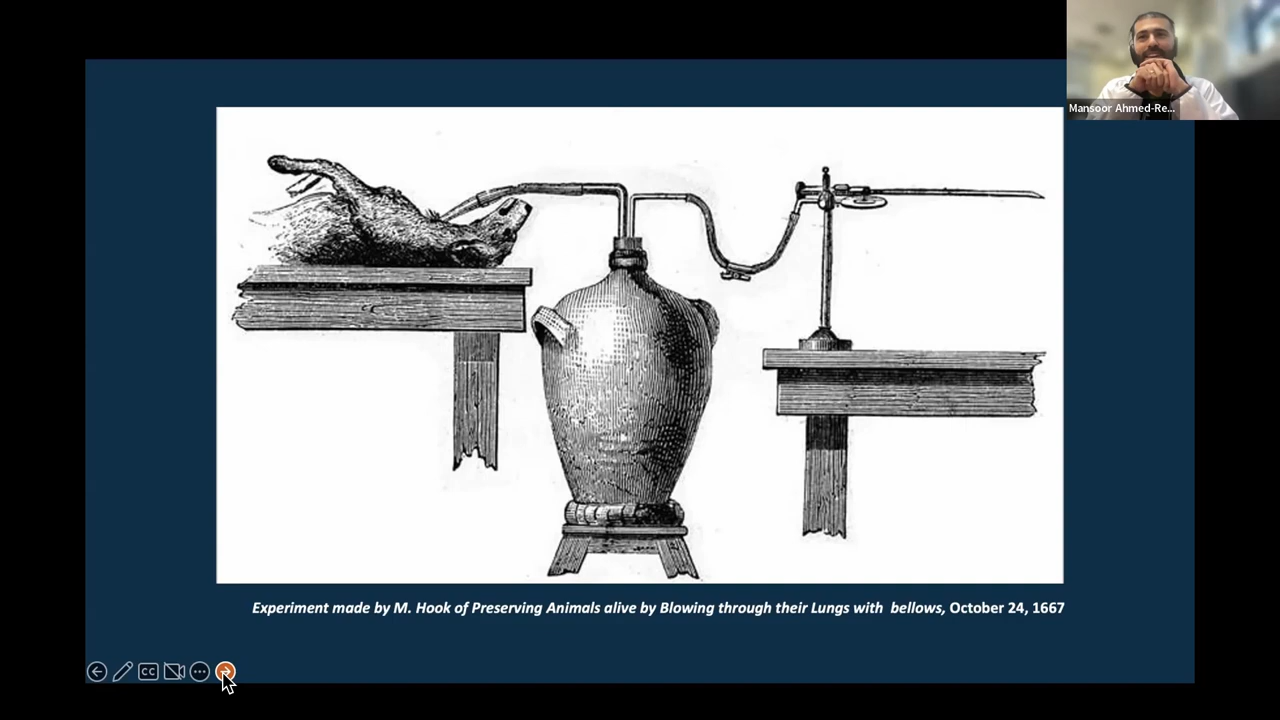 Mansoor Ahmed-Re...
Experiment made by M. Hook of Preserving Animals alive by Blowing through their Lungs with bellows, October 24, 1667
CC